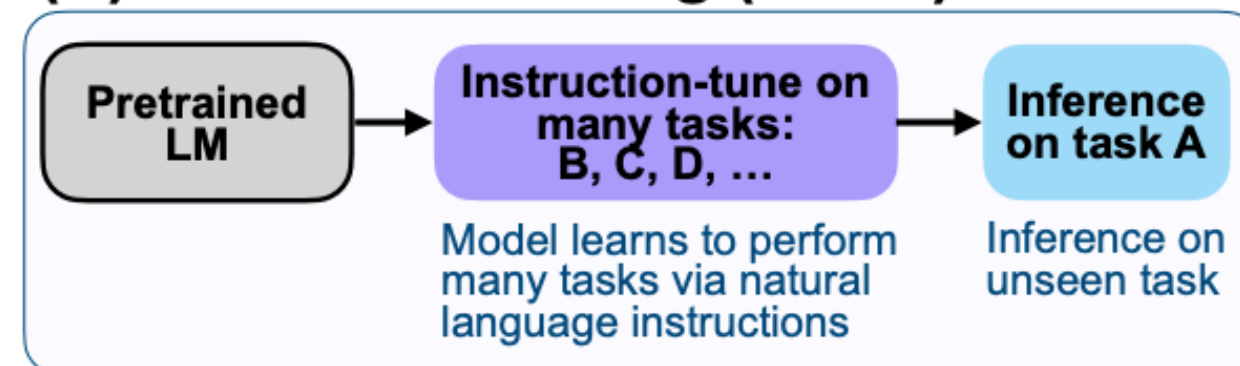 Pretrained
LM
Instruction-tune on
many tasks:
B, C, D, …
Inference
on task A
Model learns to perform
many tasks via natural
language instructions
Inference on
unseen task